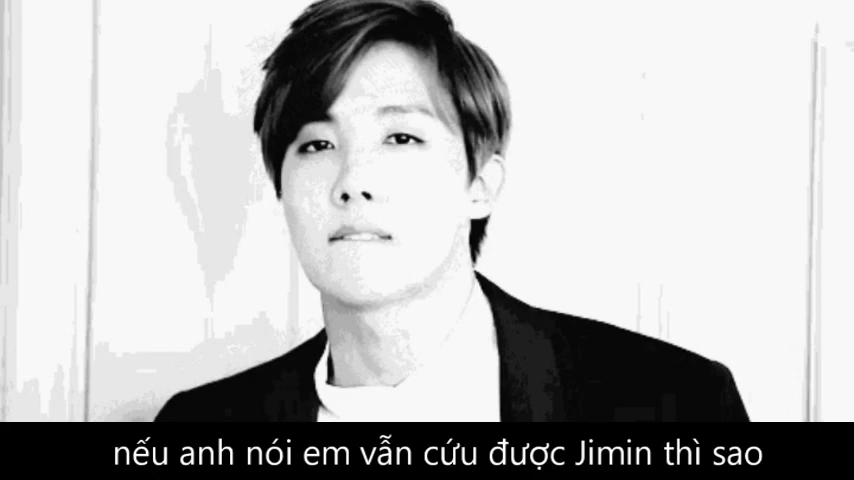 nếu anh nói em vẫn cứu được Jimin thì sao